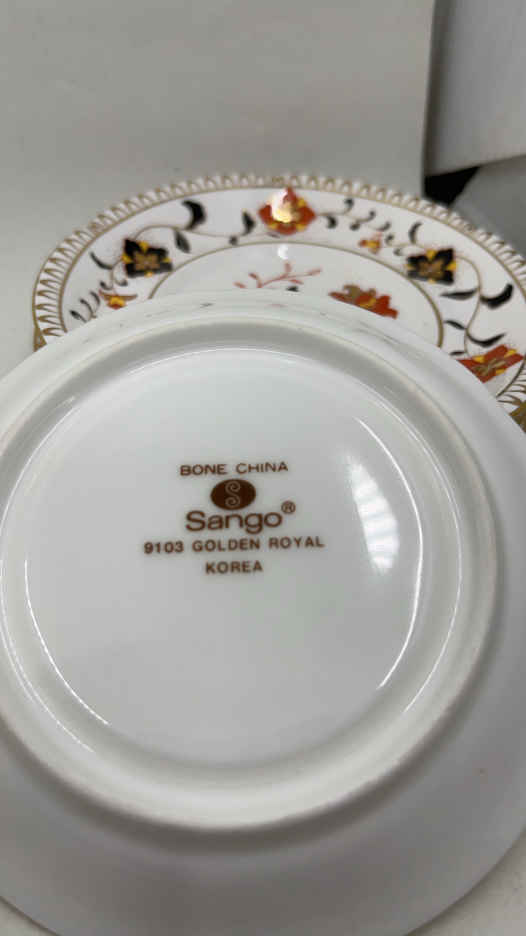 BONE CHINA
S
Sango®
9103 GOLDEN ROYAL
KOREA